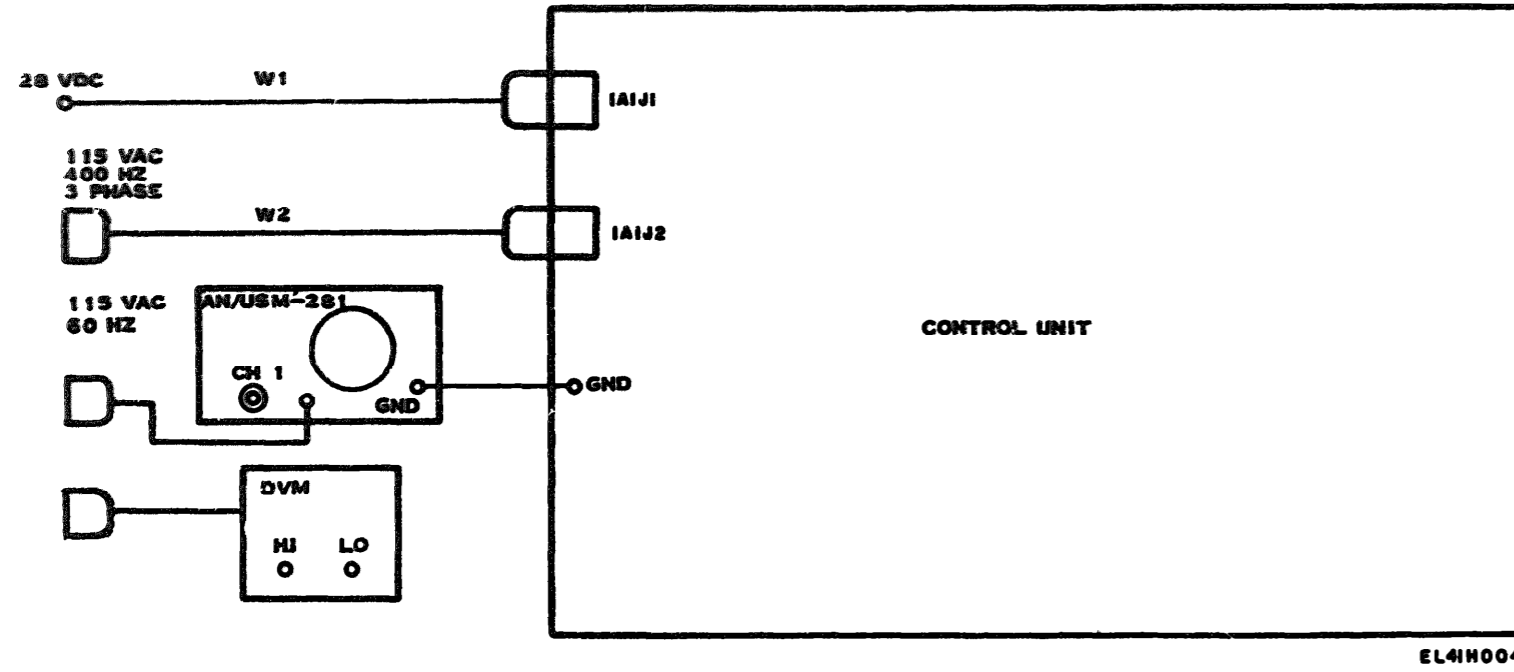 28 VDC
W1
1A1J1
115 VAC
400 HZ
3 PHASE
W2
1A1J2
115 VAC
60 HZ
AN/USM-281
CH 1
GND
GND
CONTROL UNIT
DVM
HI LO
EL4IH004